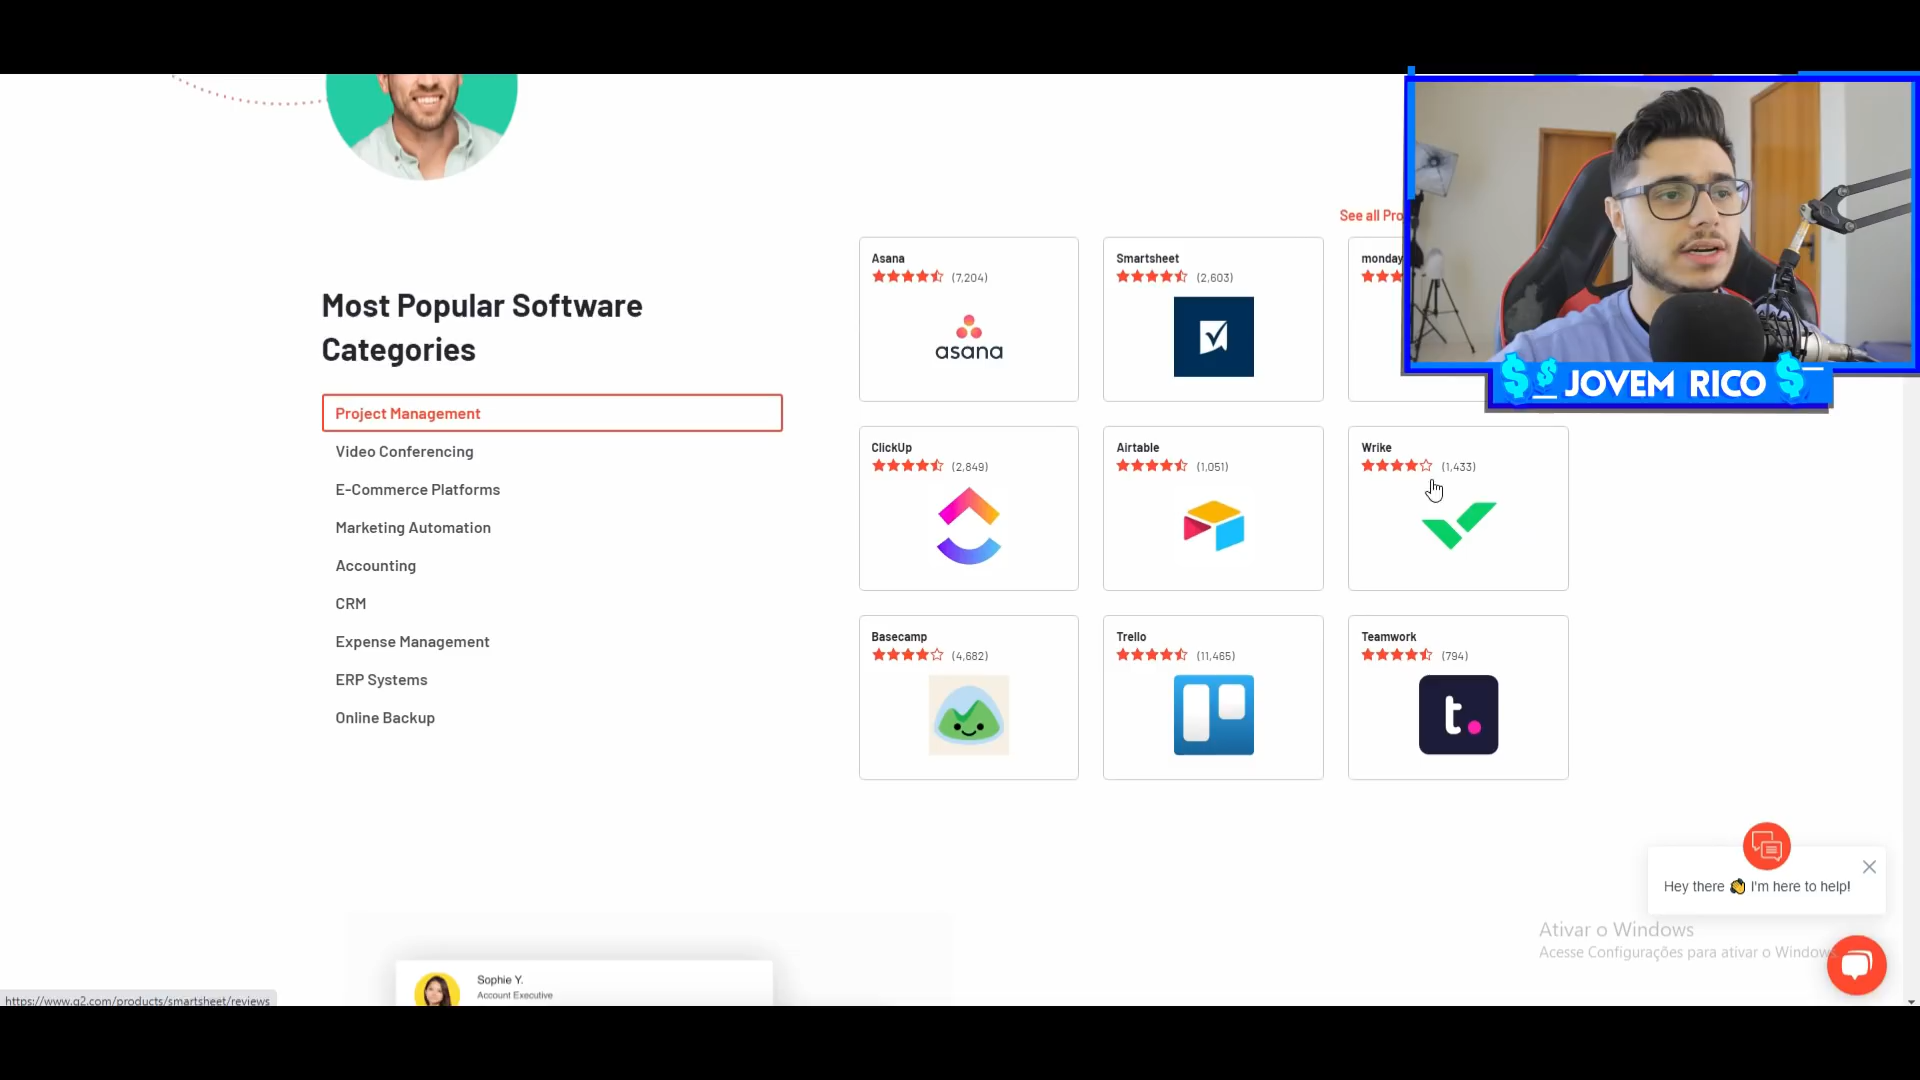 See all Pro
Most Popular Software
Categories
Project Management
Video Conferencing
E-Commerce Platforms
Marketing Automation
Accounting
CRM
Expense Management
ERP Systems
Online Backup
Asana
(7,204)
asana
Smartsheet
(2,603)
monday
ClickUp
(2,849)
Airtable
(1,051)
Wrike
(1,433)
Basecamp
(4,682)
Trello
(11,465)
Teamwork
(794)
t.
$ $ JOVEM RICO $
Hey there 👋 I'm here to help!
Ativar o Windows
Acesse Configurações para ativar o Windows
Sophie Y.
Account Executive
https://www.g2.com/products/smartsheet/reviews